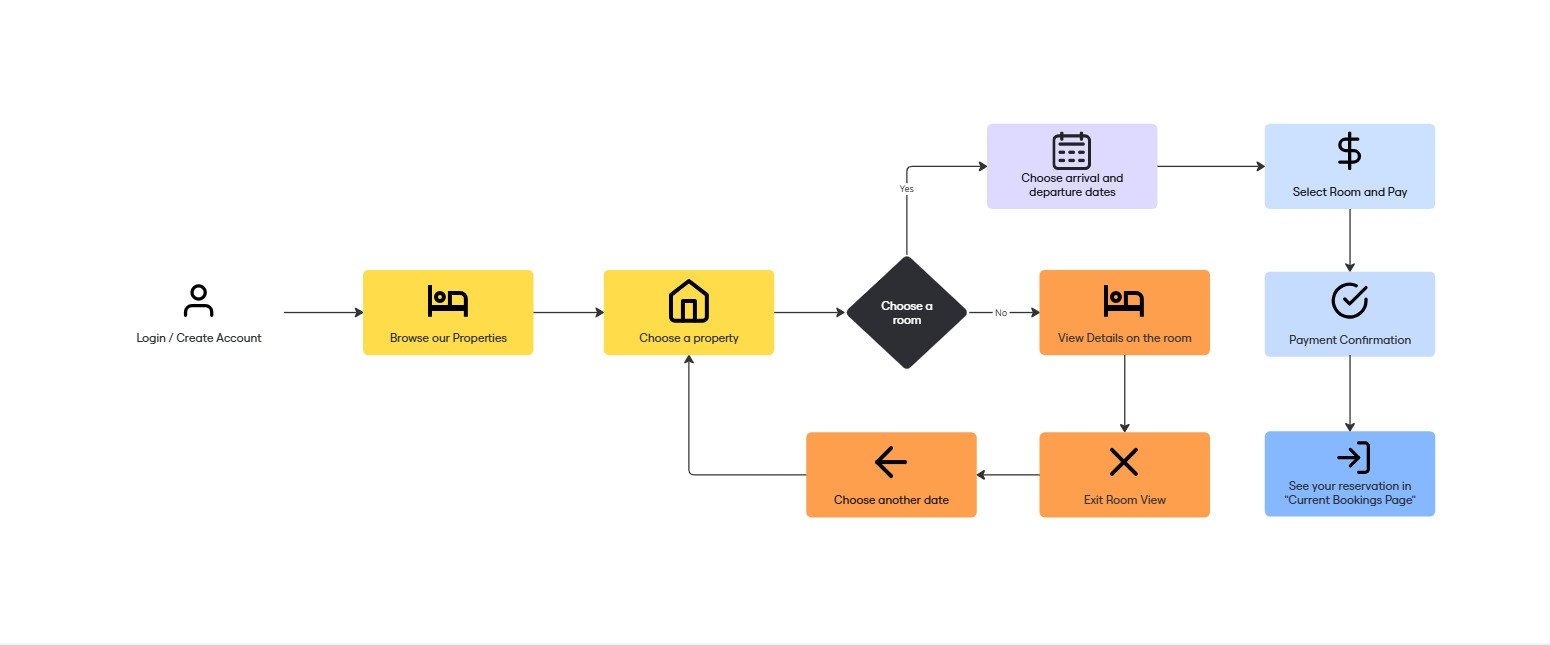 Choose arrival and
departure dates
Select Room and Pay
Yes
Login / Create Account
Browse our Properties
Choose a property
Choose a
room
No
View Details on the room
Payment Confirmation
Choose another date
Exit Room View
See your reservation in
"Current Bookings Page"